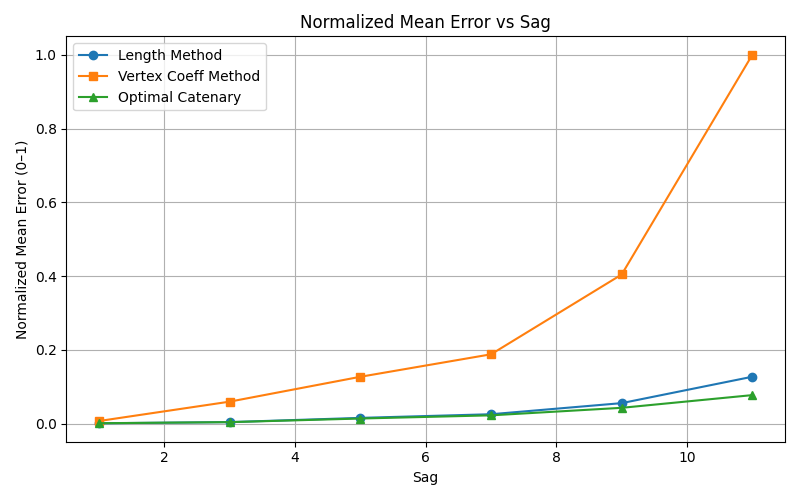 Normalized Mean Error vs Sag
Length Method
Vertex Coeff Method
Optimal Catenary
Normalized Mean Error (0–1)
1.0
0.8
0.6
0.4
0.2
0.0
2 4 6 8 10
Sag